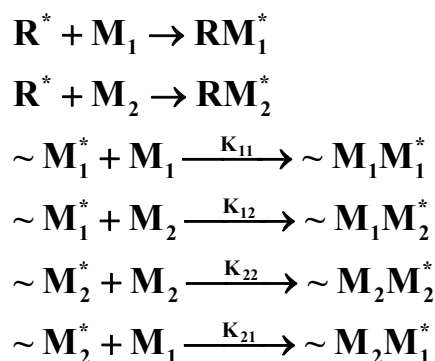 R* + M₁ → RM₁*
R* + M₂ → RM₂*
~ M₁* + M₁ —K₁₁→ ~ M₁M₁*
~ M₁* + M₂ —K₁₂→ ~ M₁M₂*
~ M₂* + M₂ —K₂₂→ ~ M₂M₂*
~ M₂* + M₁ —K₂₁→ ~ M₂M₁*